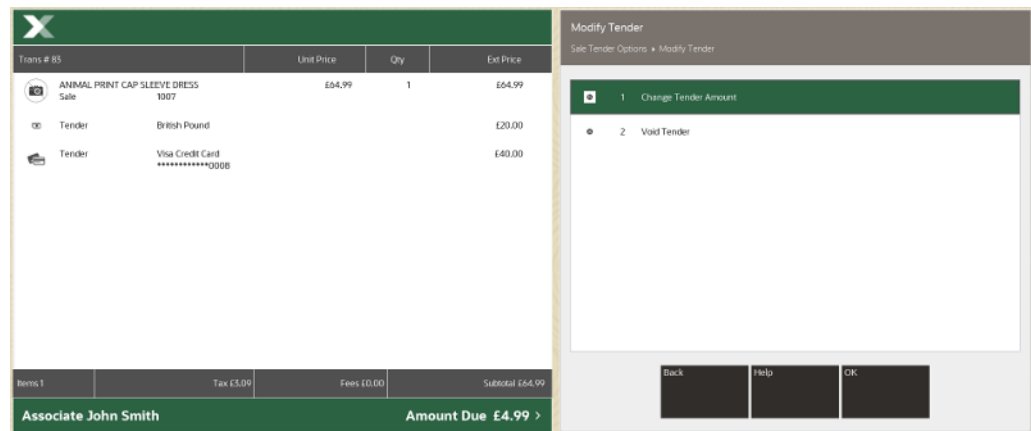 X
Trans # 83 Unit Price Qty Ext Price
ANIMAL PRINT CAP SLEEVE DRESS £64.99 1 £64.99
Sale 1007
Tender British Pound £20.00
Tender Visa Credit Card £40.00
************0008
Items 1 Tax £3.09 Fees £0.00 Subtotal £64.99
Associate John Smith Amount Due £4.99 >
Modify Tender
Sale Tender Options ▸ Modify Tender
1 Change Tender Amount
2 Void Tender
Back Help OK